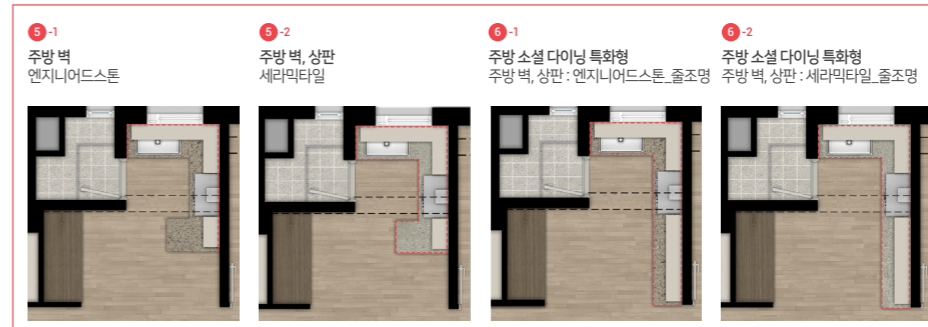 5-1
주방 벽
엔지니어드스톤
5-2
주방 벽, 상판
세라믹타일
6-1
주방 소셜 다이닝 특화형
주방 벽, 상판 : 엔지니어드스톤_줄조명
6-2
주방 소셜 다이닝 특화형
주방 벽, 상판 : 세라믹타일_줄조명